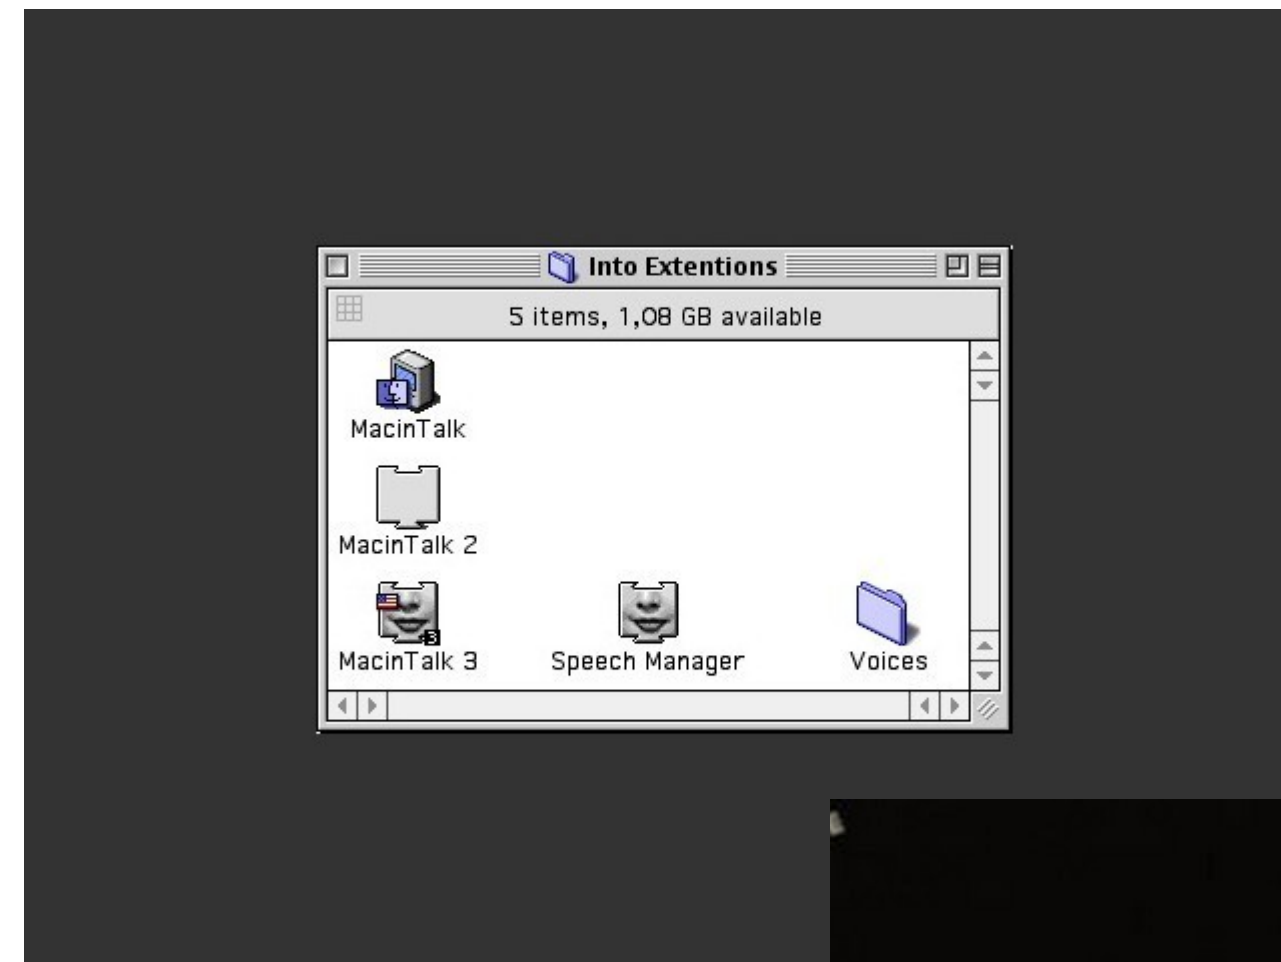 Into Extentions
5 items, 1,08 GB available
MacinTalk
MacinTalk 2
MacinTalk 3
Speech Manager
Voices